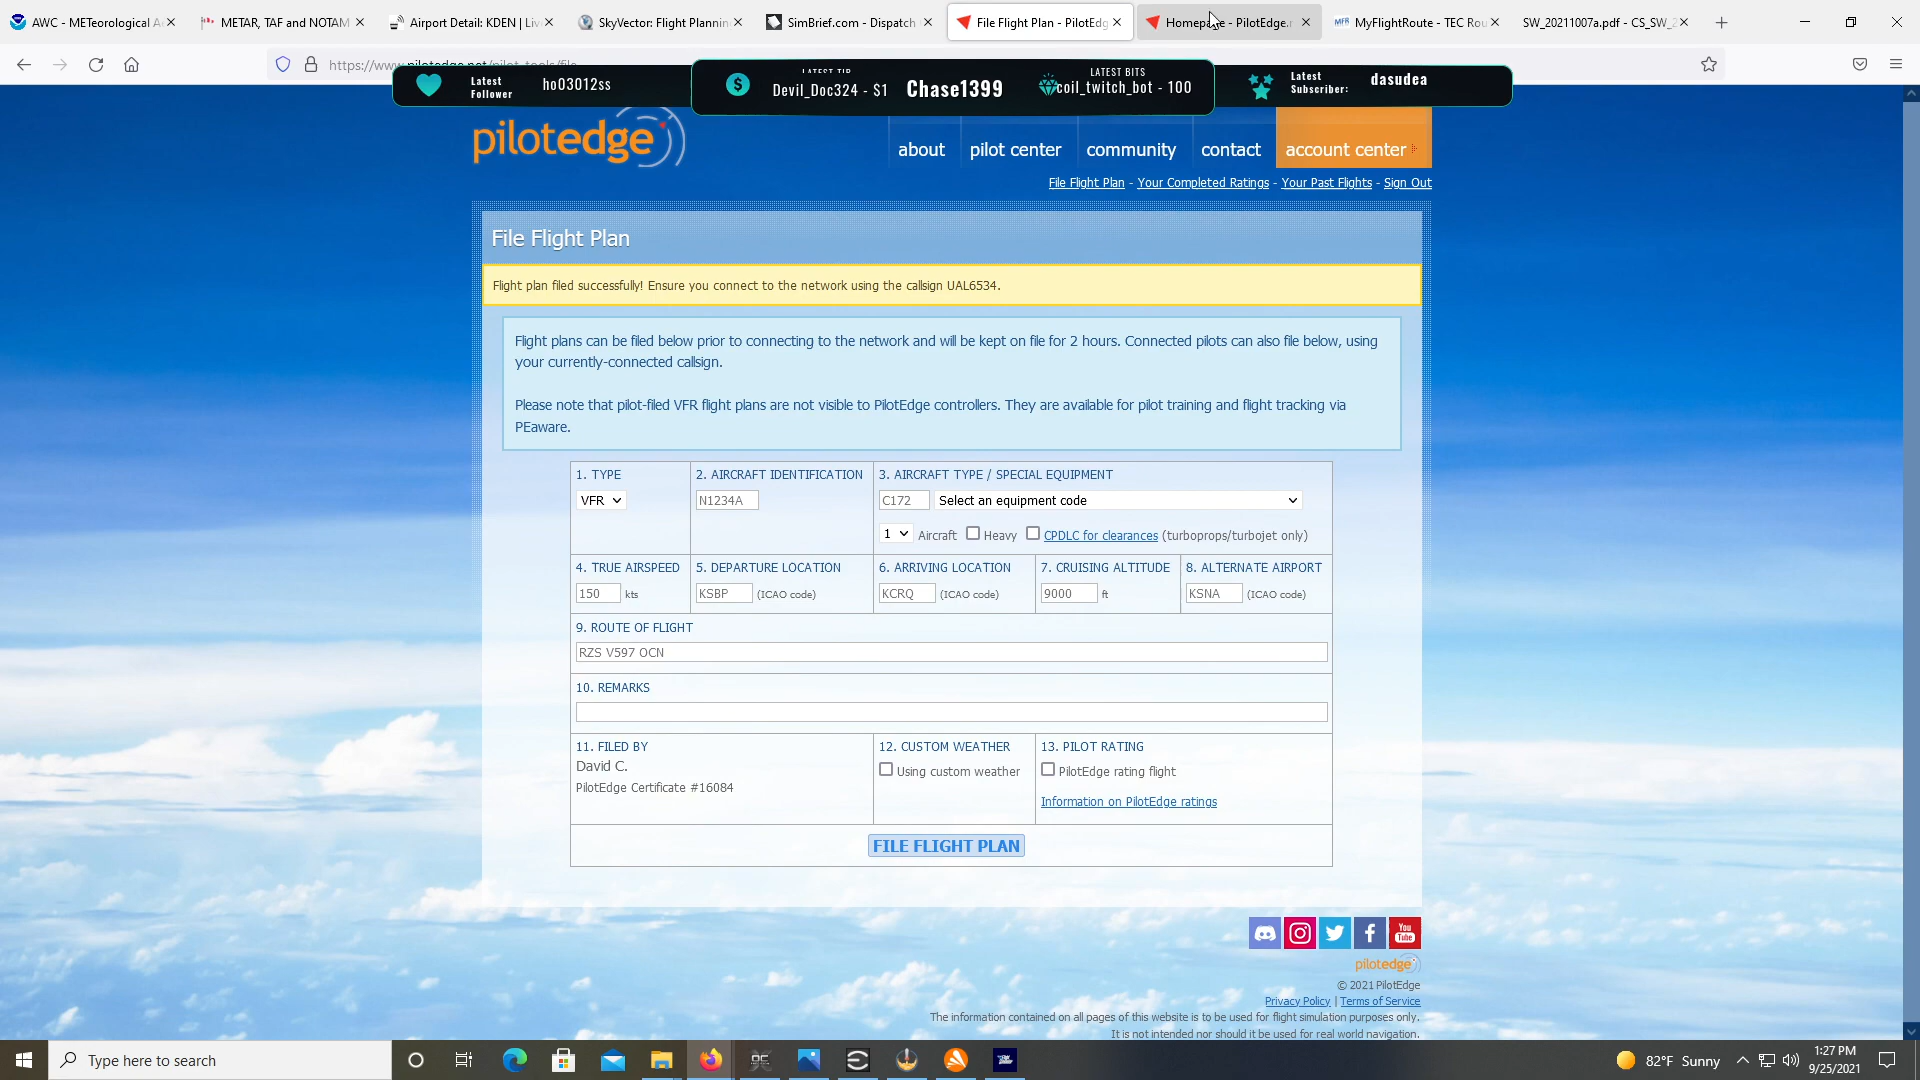 AWC - METeorological A
METAR, TAF and NOTAM
Airport Detail: KDEN | Liv
SkyVector: Flight Plannin
SimBrief.com - Dispatch
File Flight Plan - PilotEdg
Homepage - PilotEdge.n
MFR MyFlightRoute - TEC Rou
SW_20211007a.pdf - CS_SW_2
https://www.pilotedge.net/pilot_tools/file
Latest Follower
ho03012ss
LATEST TIP
Devil_Doc324 - $1
Chase1399
LATEST BITS
coil_twitch_bot - 100
Latest Subscriber:
dasudea
pilotedge
about
pilot center
community
contact
account center
File Flight Plan - Your Completed Ratings - Your Past Flights - Sign Out
File Flight Plan
Flight plan filed successfully! Ensure you connect to the network using the callsign UAL6534.
Flight plans can be filed below prior to connecting to the network and will be kept on file for 2 hours. Connected pilots can also file below, using
your currently-connected callsign.
Please note that pilot-filed VFR flight plans are not visible to PilotEdge controllers. They are available for pilot training and flight tracking via
PEaware.
1. TYPE
VFR
2. AIRCRAFT IDENTIFICATION
N1234A
3. AIRCRAFT TYPE / SPECIAL EQUIPMENT
C172
Select an equipment code
1 Aircraft Heavy CPDLC for clearances (turboprops/turbojet only)
4. TRUE AIRSPEED
150 kts
5. DEPARTURE LOCATION
KSBP (ICAO code)
6. ARRIVING LOCATION
KCRQ (ICAO code)
7. CRUISING ALTITUDE
9000 ft
8. ALTERNATE AIRPORT
KSNA (ICAO code)
9. ROUTE OF FLIGHT
RZS V597 OCN
10. REMARKS
11. FILED BY
David C.
PilotEdge Certificate #16084
12. CUSTOM WEATHER
Using custom weather
13. PILOT RATING
PilotEdge rating flight
Information on PilotEdge ratings
FILE FLIGHT PLAN
You Tube
pilotedge
© 2021 PilotEdge
Privacy Policy | Terms of Service
The information contained on all pages of this website is to be used for flight simulation purposes only.
It is not intended nor should it be used for real world navigation.
Type here to search
82°F Sunny
1:27 PM
9/25/2021